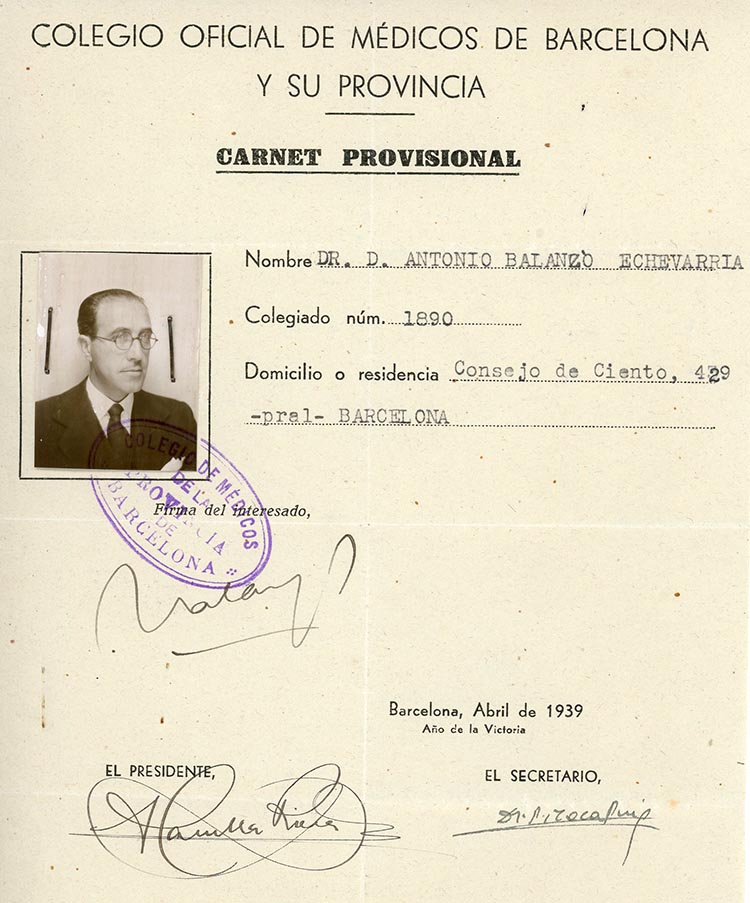 COLEGIO OFICIAL DE MÉDICOS DE BARCELONA
Y SU PROVINCIA
CARNET PROVISIONAL
Nombre DR. D. ANTONIO BALANZÓ ECHEVARRIA
Colegiado núm. 1890
Domicilio o residencia Consejo de Ciento, 429
-pral- BARCELONA
COLEGIO DE MÉDICOS
DE LA
PROVINCIA
DE
BARCELONA
Firma del interesado,
Barcelona, Abril de 1939
Año de la Victoria
EL PRESIDENTE,
EL SECRETARIO,